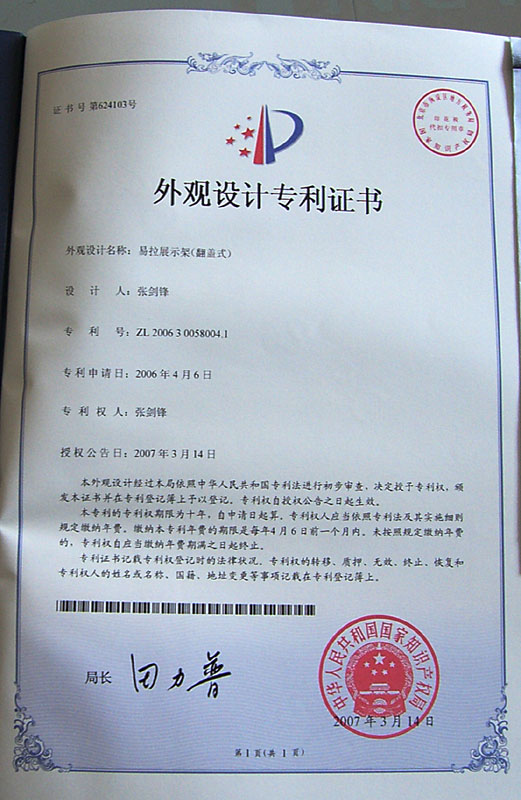 证书号 第624103号
印花税
代扣专用章
外观设计专利证书
外观设计名称：易拉展示架(翻盖式)
设 计 人：张剑锋
专 利 号：ZL 2006 3 0058004.1
专利申请日：2006 年 4 月 6 日
专 利 权 人：张剑锋
授权公告日：2007 年 3 月 14 日
本外观设计经过本局依照中华人民共和国专利法进行初步审查，决定授予专利权，颁
发本证书并在专利登记簿上予以登记。专利权自授权公告之日起生效。
本专利的专利权期限为十年，自申请日起算。专利权人应当依照专利法及其实施细则
规定缴纳年费。缴纳本专利年费的期限是每年4 月 6 日前一个月内。未按照规定缴纳年费
的，专利权自应当缴纳年费期满之日起终止。
专利证书记载专利权登记时的法律状况。专利权的转移、质押、无效、终止、恢复和
专利权人的姓名或名称、国籍、地址变更等事项记载在专利登记簿上。
局长 田力普
中华人民共和国国家知识产权局
2007 年 3 月 14 日
第 1 页(共 1 页)